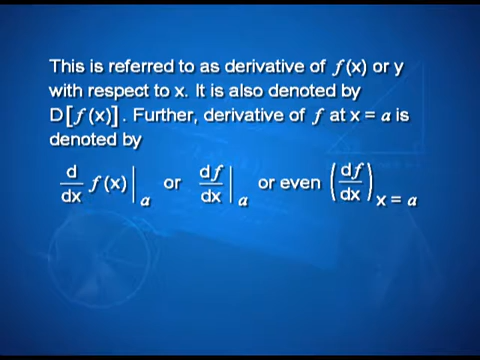 This is referred to as derivative of f(x) or y
with respect to x. It is also denoted by
D[f(x)]. Further, derivative of f at x = a is
denoted by
d/dx f(x)|a or df/dx|a or even (df/dx)x = a